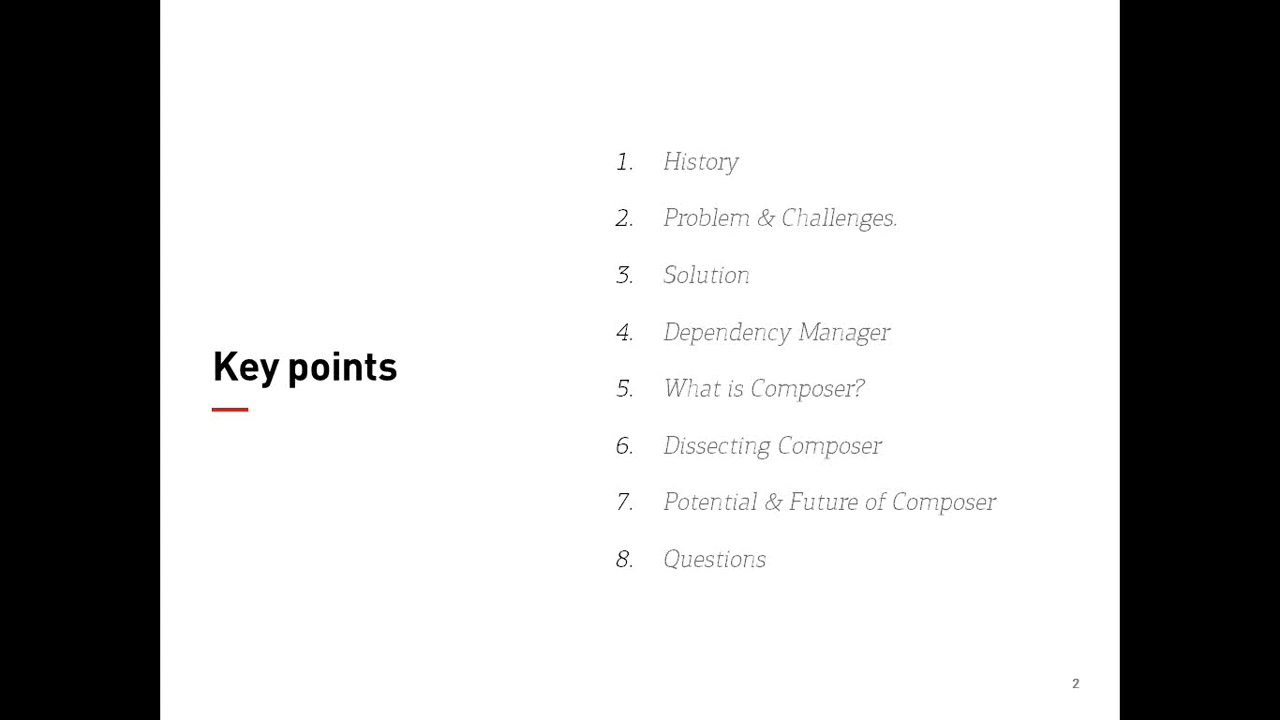 Key points
1. History
2. Problem & Challenges.
3. Solution
4. Dependency Manager
5. What is Composer?
6. Dissecting Composer
7. Potential & Future of Composer
8. Questions
2